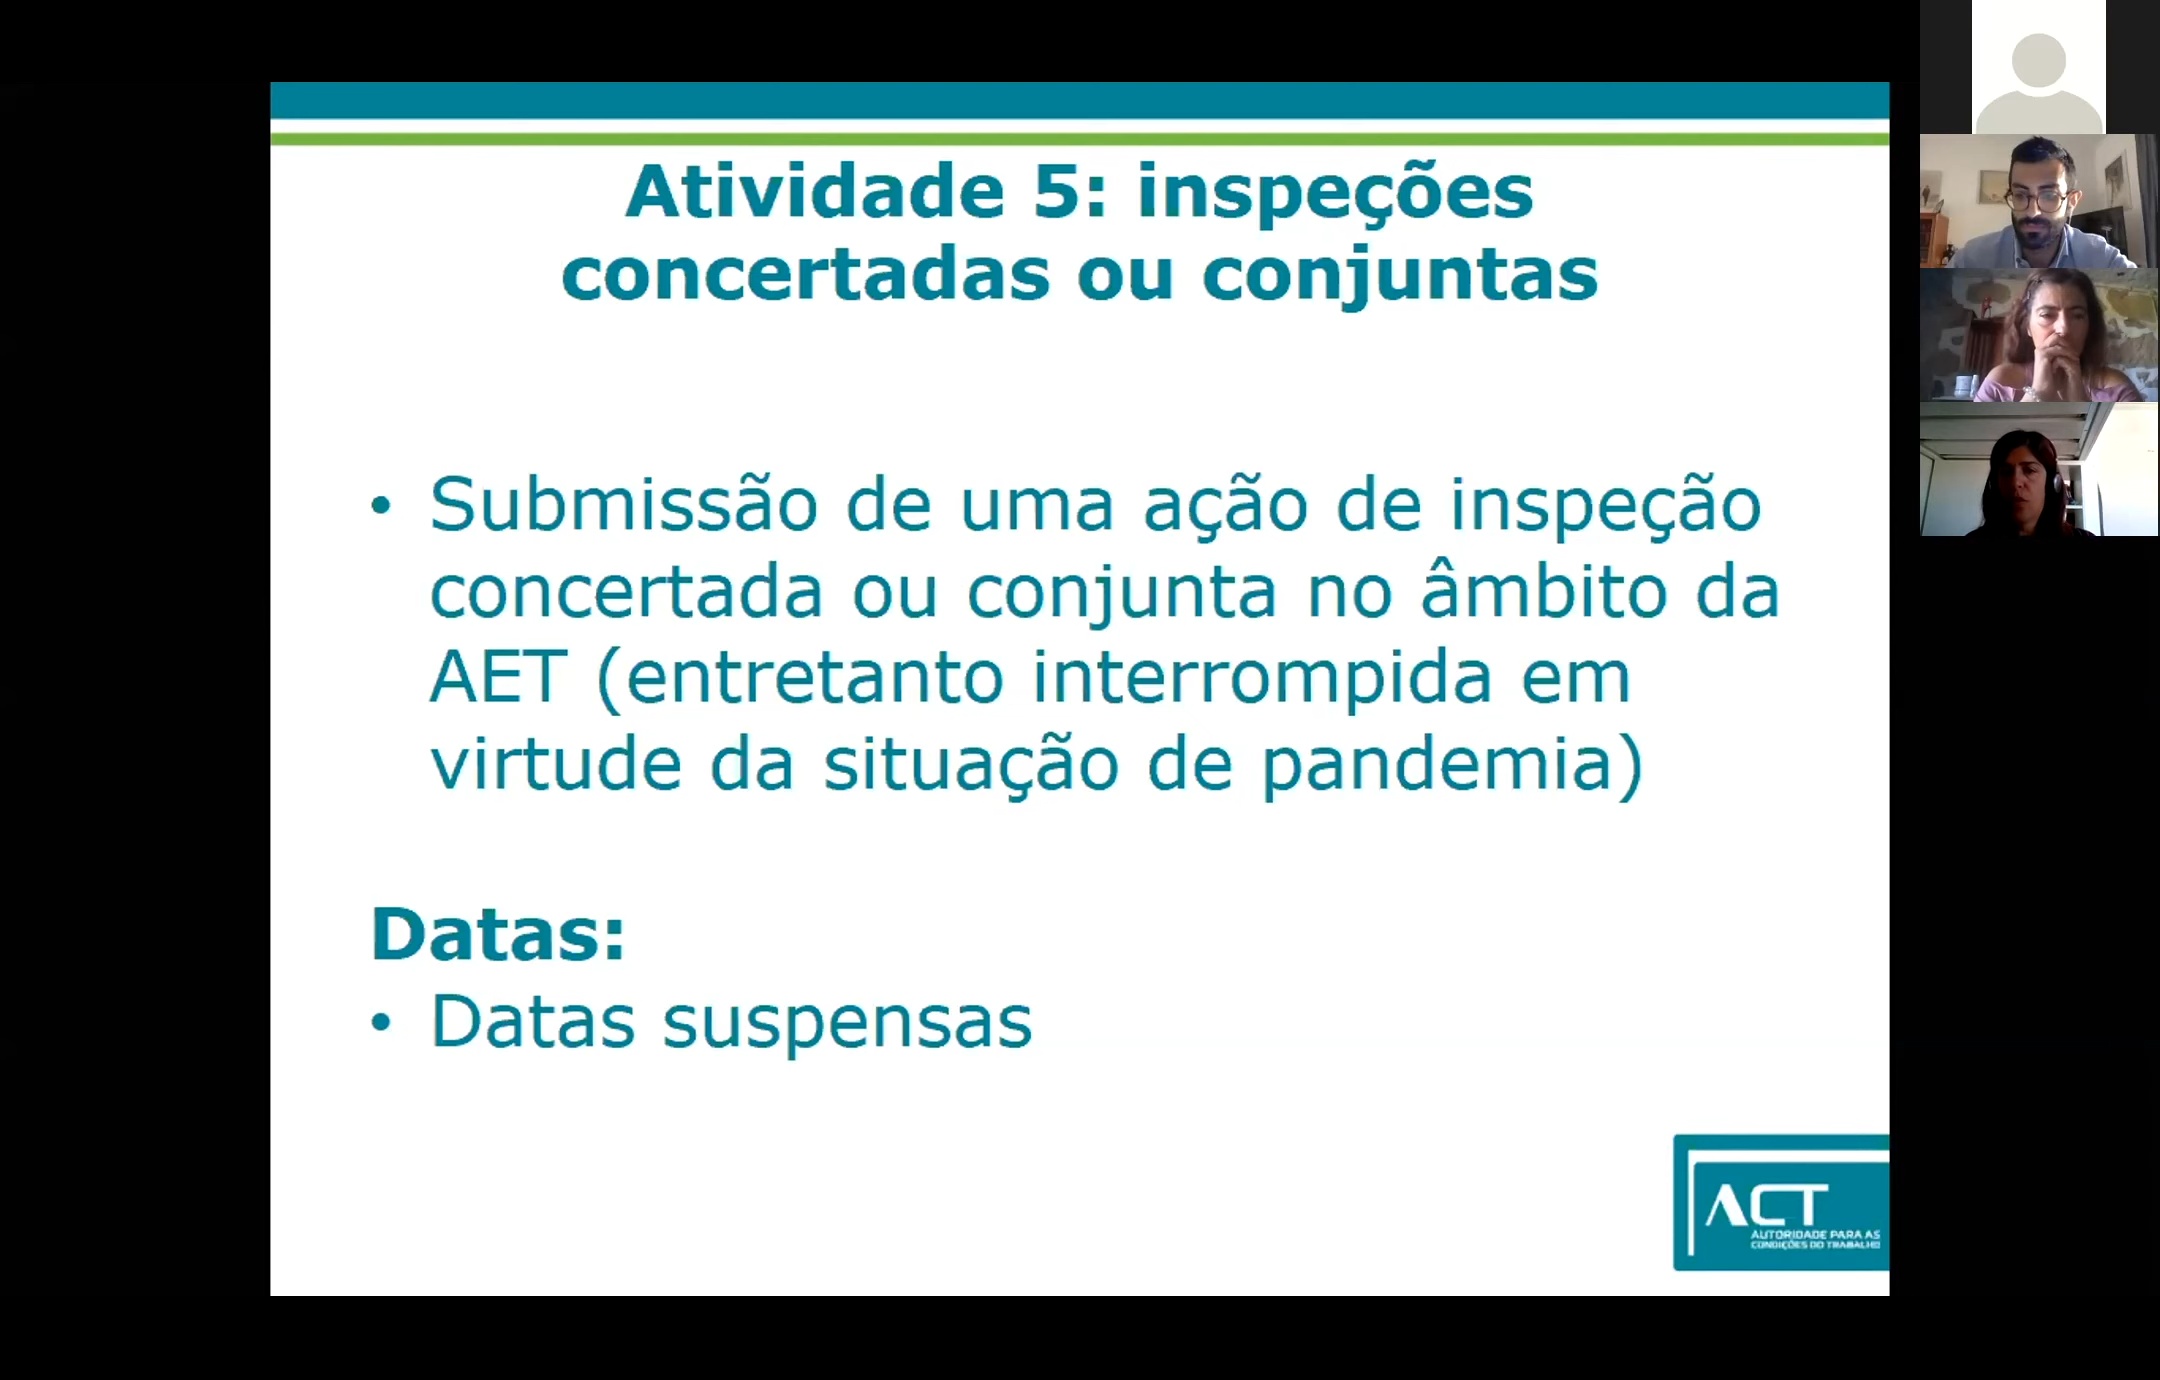 Atividade 5: inspeções
concertadas ou conjuntas
• Submissão de uma ação de inspeção
concertada ou conjunta no âmbito da
AET (entretanto interrompida em
virtude da situação de pandemia)
Datas:
• Datas suspensas
ACT
AUTORIDADE PARA AS
CONDIÇÕES DO TRABALHO